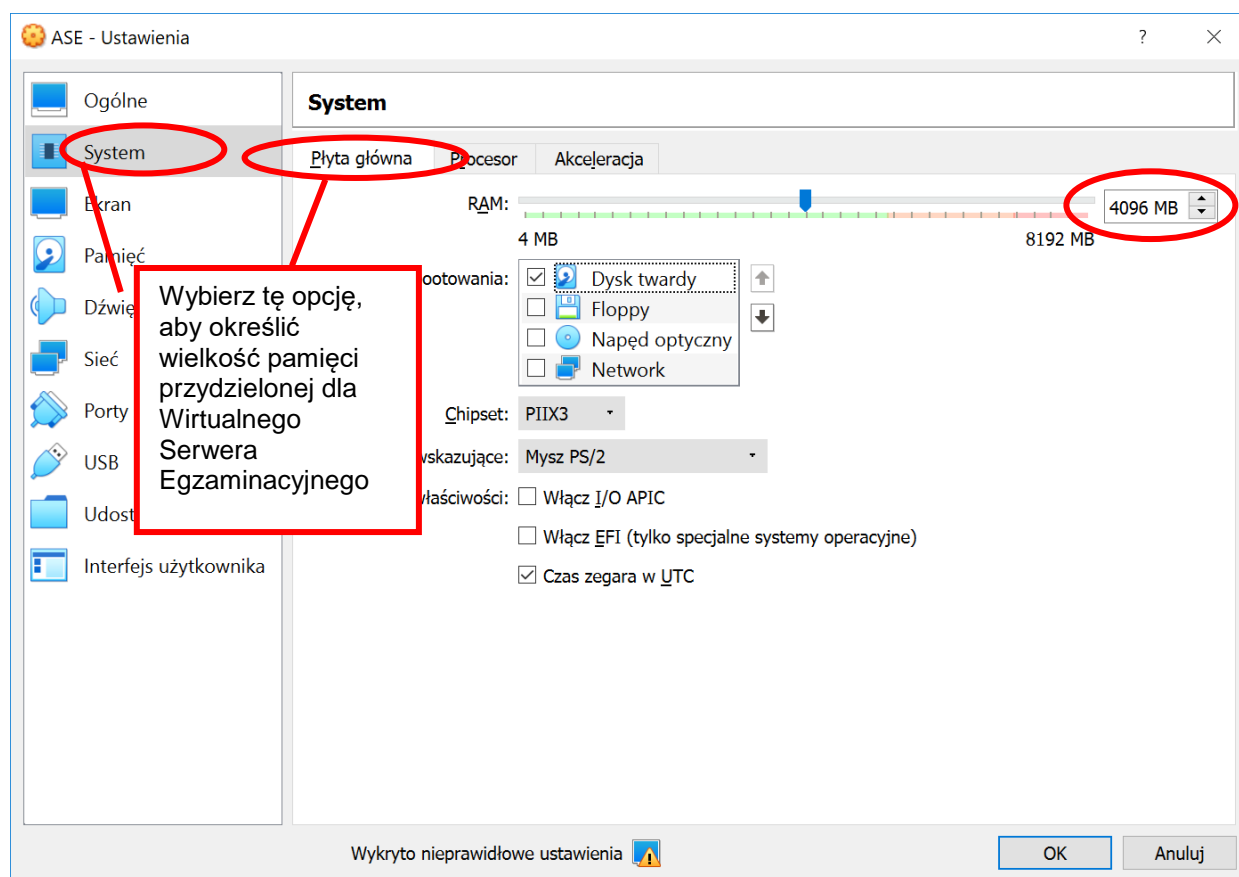 ASE - Ustawienia
?
Ogólne
System
Ekran
Pamięć
Dźwię
Sieć
Porty
USB
Udost
Interfejs użytkownika
System
Płyta główna Procesor Akceleracja
RAM: 4096 MB
4 MB 8192 MB
ootowania:
Dysk twardy
Floppy
Napęd optyczny
Network
Chipset: PIIX3
wskazujące: Mysz PS/2
właściwości: Włącz I/O APIC
Włącz EFI (tylko specjalne systemy operacyjne)
Czas zegara w UTC
Wybierz tę opcję,
aby określić
wielkość pamięci
przydzielonej dla
Wirtualnego
Serwera
Egzaminacyjnego
Wykryto nieprawidłowe ustawienia
OK Anuluj